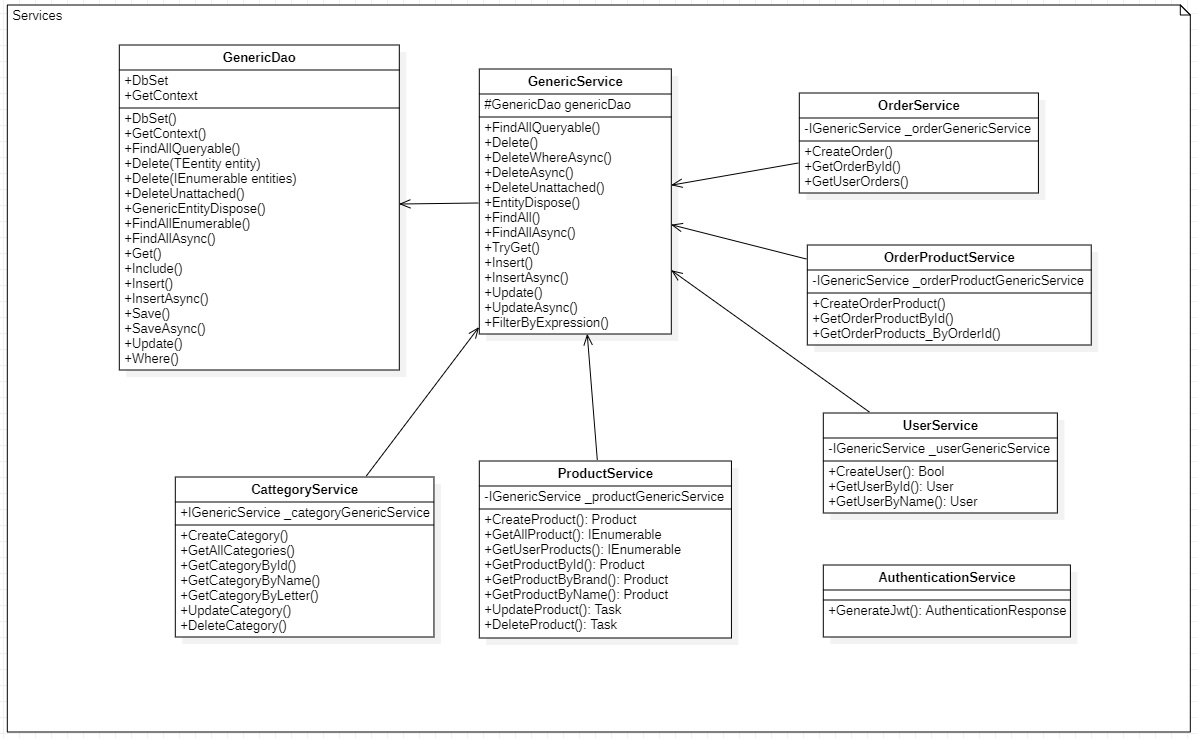 Services
GenericDao
+DbSet
+GetContext
+DbSet()
+GetContext()
+FindAllQueryable()
+Delete(TEentity entity)
+Delete(IEnumerable entities)
+DeleteUnattached()
+GenericEntityDispose()
+FindAllEnumerable()
+FindAllAsync()
+Get()
+Include()
+Insert()
+InsertAsync()
+Save()
+SaveAsync()
+Update()
+Where()
GenericService
#GenericDao genericDao
+FindAllQueryable()
+Delete()
+DeleteWhereAsync()
+DeleteAsync()
+DeleteUnattached()
+EntityDispose()
+FindAll()
+FindAllAsync()
+TryGet()
+Insert()
+InsertAsync()
+Update()
+UpdateAsync()
+FilterByExpression()
OrderService
-IGenericService _orderGenericService
+CreateOrder()
+GetOrderById()
+GetUserOrders()
OrderProductService
-IGenericService _orderProductGenericService
+CreateOrderProduct()
+GetOrderProductById()
+GetOrderProducts_ByOrderId()
UserService
-IGenericService _userGenericService
+CreateUser(): Bool
+GetUserById(): User
+GetUserByName(): User
CattegoryService
+IGenericService _categoryGenericService
+CreateCategory()
+GetAllCategories()
+GetCategoryById()
+GetCategoryByName()
+GetCategoryByLetter()
+UpdateCategory()
+DeleteCategory()
ProductService
-IGenericService _productGenericService
+CreateProduct(): Product
+GetAllProduct(): IEnumerable
+GetUserProducts(): IEnumerable
+GetProductById(): Product
+GetProductByBrand(): Product
+GetProductByName(): Product
+UpdateProduct(): Task
+DeleteProduct(): Task
AuthenticationService
+GenerateJwt(): AuthenticationResponse